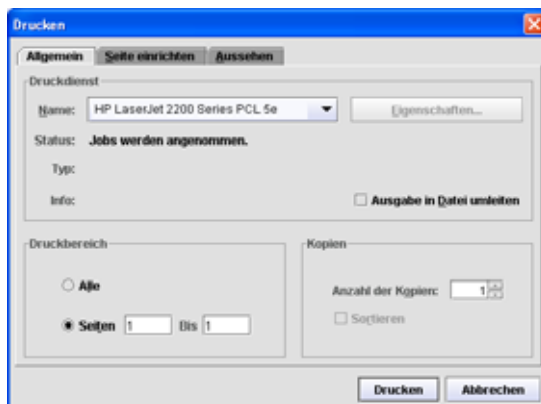 Drucken
Allgemein Seite einrichten Aussehen
Druckdienst
Name: HP LaserJet 2200 Series PCL 5e Eigenschaften...
Status: Jobs werden angenommen.
Typ:
Info: Ausgabe in Datei umleiten
Druckbereich Kopien
Alle
Anzahl der Kopien: 1
Seiten 1 Bis 1
Sortieren
Drucken Abbrechen